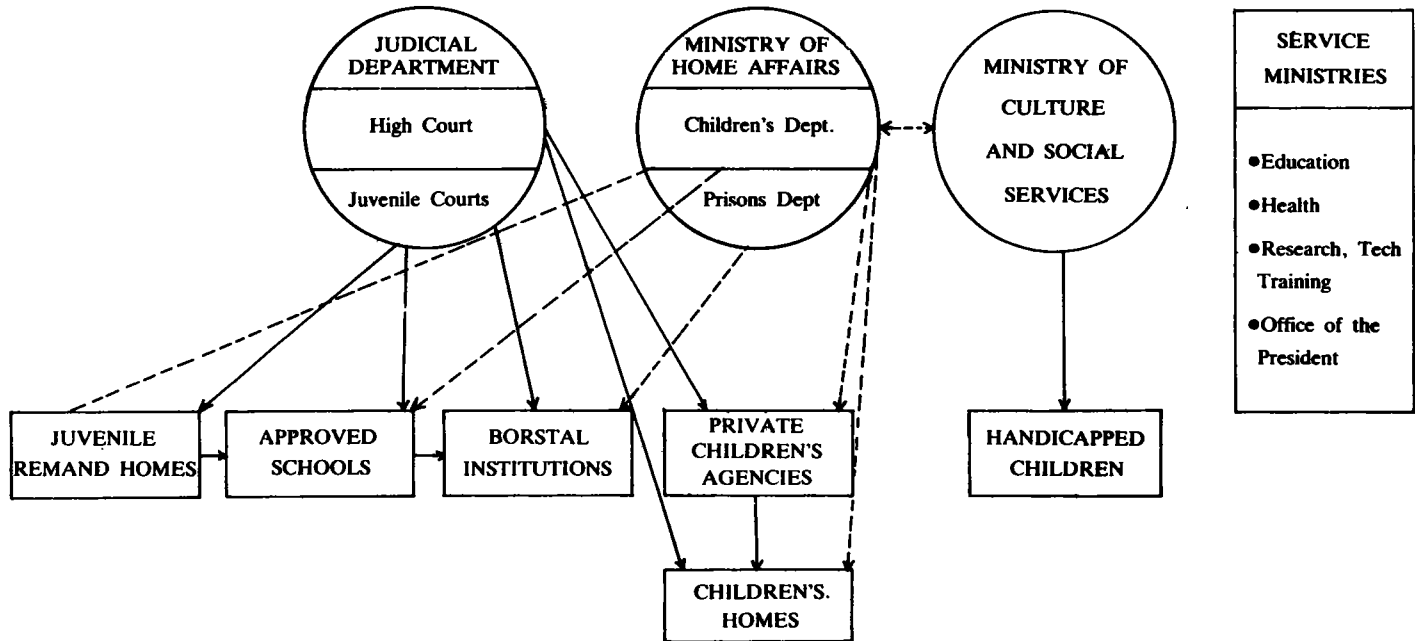 JUDICIAL
DEPARTMENT
High Court
Juvenile Courts
MINISTRY OF
HOME AFFAIRS
Children's Dept.
Prisons Dept
MINISTRY OF
CULTURE
AND SOCIAL
SERVICES
SERVICE
MINISTRIES
●Education
●Health
●Research, Tech
Training
●Office of the
President
JUVENILE
REMAND HOMES
APPROVED
SCHOOLS
BORSTAL
INSTITUTIONS
PRIVATE
CHILDREN'S
AGENCIES
HANDICAPPED
CHILDREN
CHILDREN'S.
HOMES